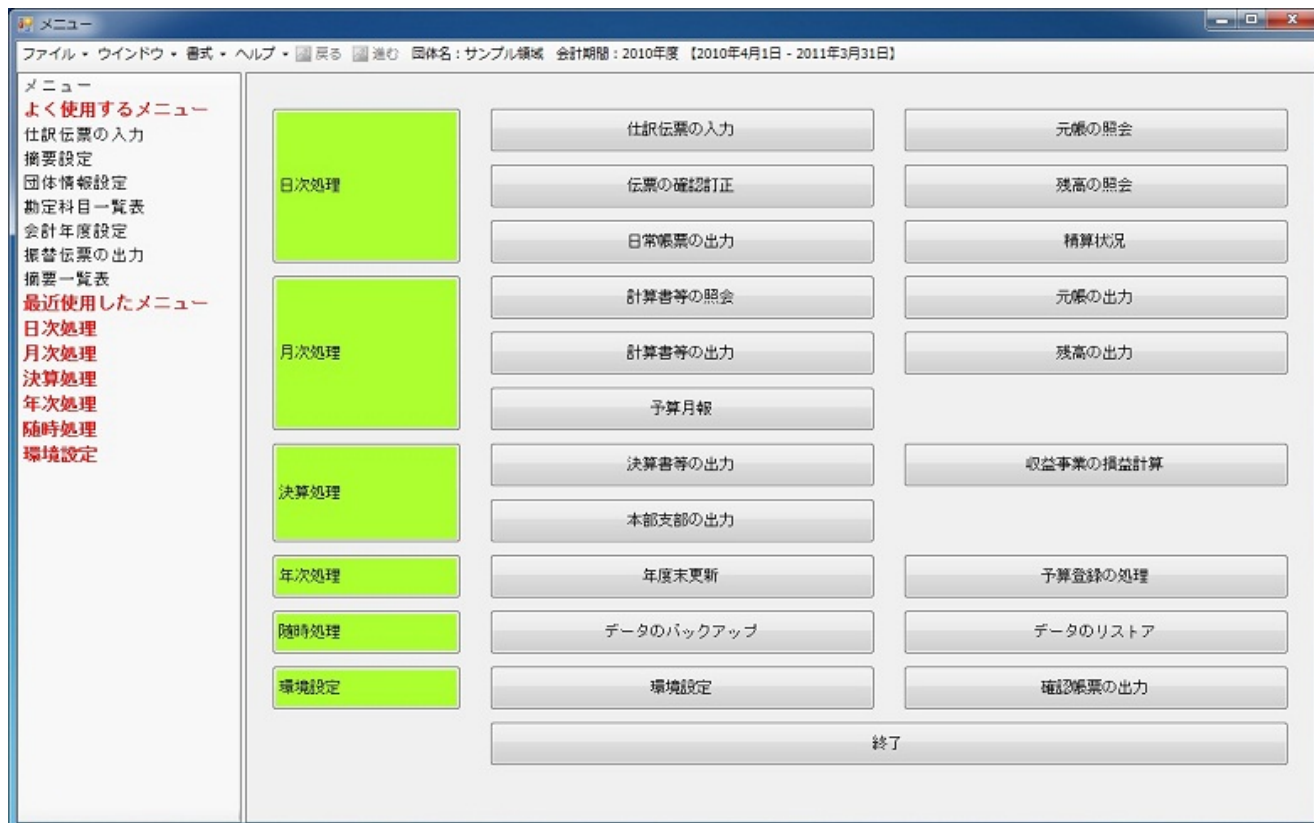 メニュー
ファイル ウインドウ 書式 ヘルプ 戻る 進む 団体名：サンプル領域 会計期間：2010年度 【2010年4月1日 - 2011年3月31日】
メニュー
よく使用するメニュー
仕訳伝票の入力
摘要設定
団体情報設定
勘定科目一覧表
会計年度設定
振替伝票の出力
摘要一覧表
最近使用したメニュー
日次処理
月次処理
決算処理
年次処理
随時処理
環境設定
日次処理
仕訳伝票の入力 元帳の照会
伝票の確認訂正 残高の照会
日常帳票の出力 精算状況
月次処理
計算書等の照会 元帳の出力
計算書等の出力 残高の出力
予算月報
決算処理
決算書等の出力 収益事業の損益計算
本部支部の出力
年次処理 年度末更新 予算登録の処理
随時処理 データのバックアップ データのリストア
環境設定 環境設定 確認帳票の出力
終了